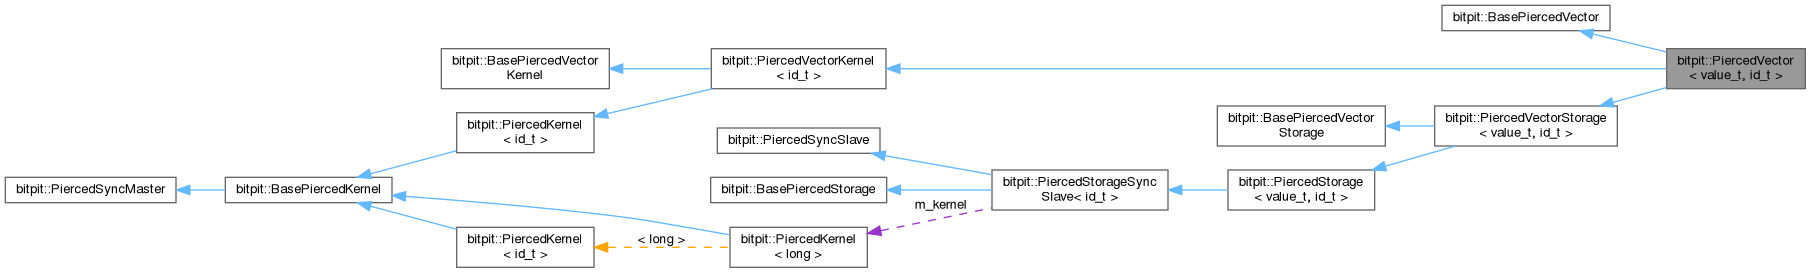 bitpit::BasePiercedVector
bitpit::PiercedVector
< value_t, id_t >
bitpit::BasePiercedVector
Kernel
bitpit::PiercedVectorKernel
< id_t >
bitpit::BasePiercedVector
Storage
bitpit::PiercedVectorStorage
< value_t, id_t >
bitpit::PiercedKernel
< id_t >
bitpit::PiercedSyncSlave
bitpit::PiercedSyncMaster
bitpit::BasePiercedKernel
bitpit::BasePiercedStorage
bitpit::PiercedStorageSync
Slave< id_t >
bitpit::PiercedStorage
< value_t, id_t >
m_kernel
bitpit::PiercedKernel
< id_t >
< long >
bitpit::PiercedKernel
< long >